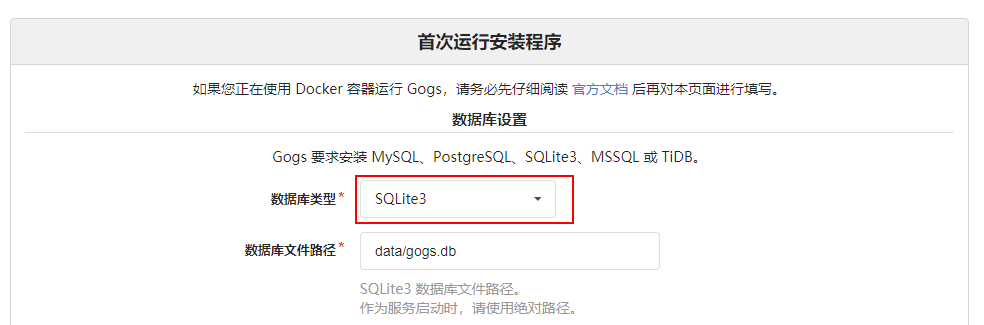 首次运行安装程序
如果您正在使用 Docker 容器运行 Gogs，请务必先仔细阅读 官方文档 后再对本页面进行填写。
数据库设置
Gogs 要求安装 MySQL、PostgreSQL、SQLite3、MSSQL 或 TiDB。
数据库类型* SQLite3
数据库文件路径* data/gogs.db
SQLite3 数据库文件路径。
作为服务启动时，请使用绝对路径。